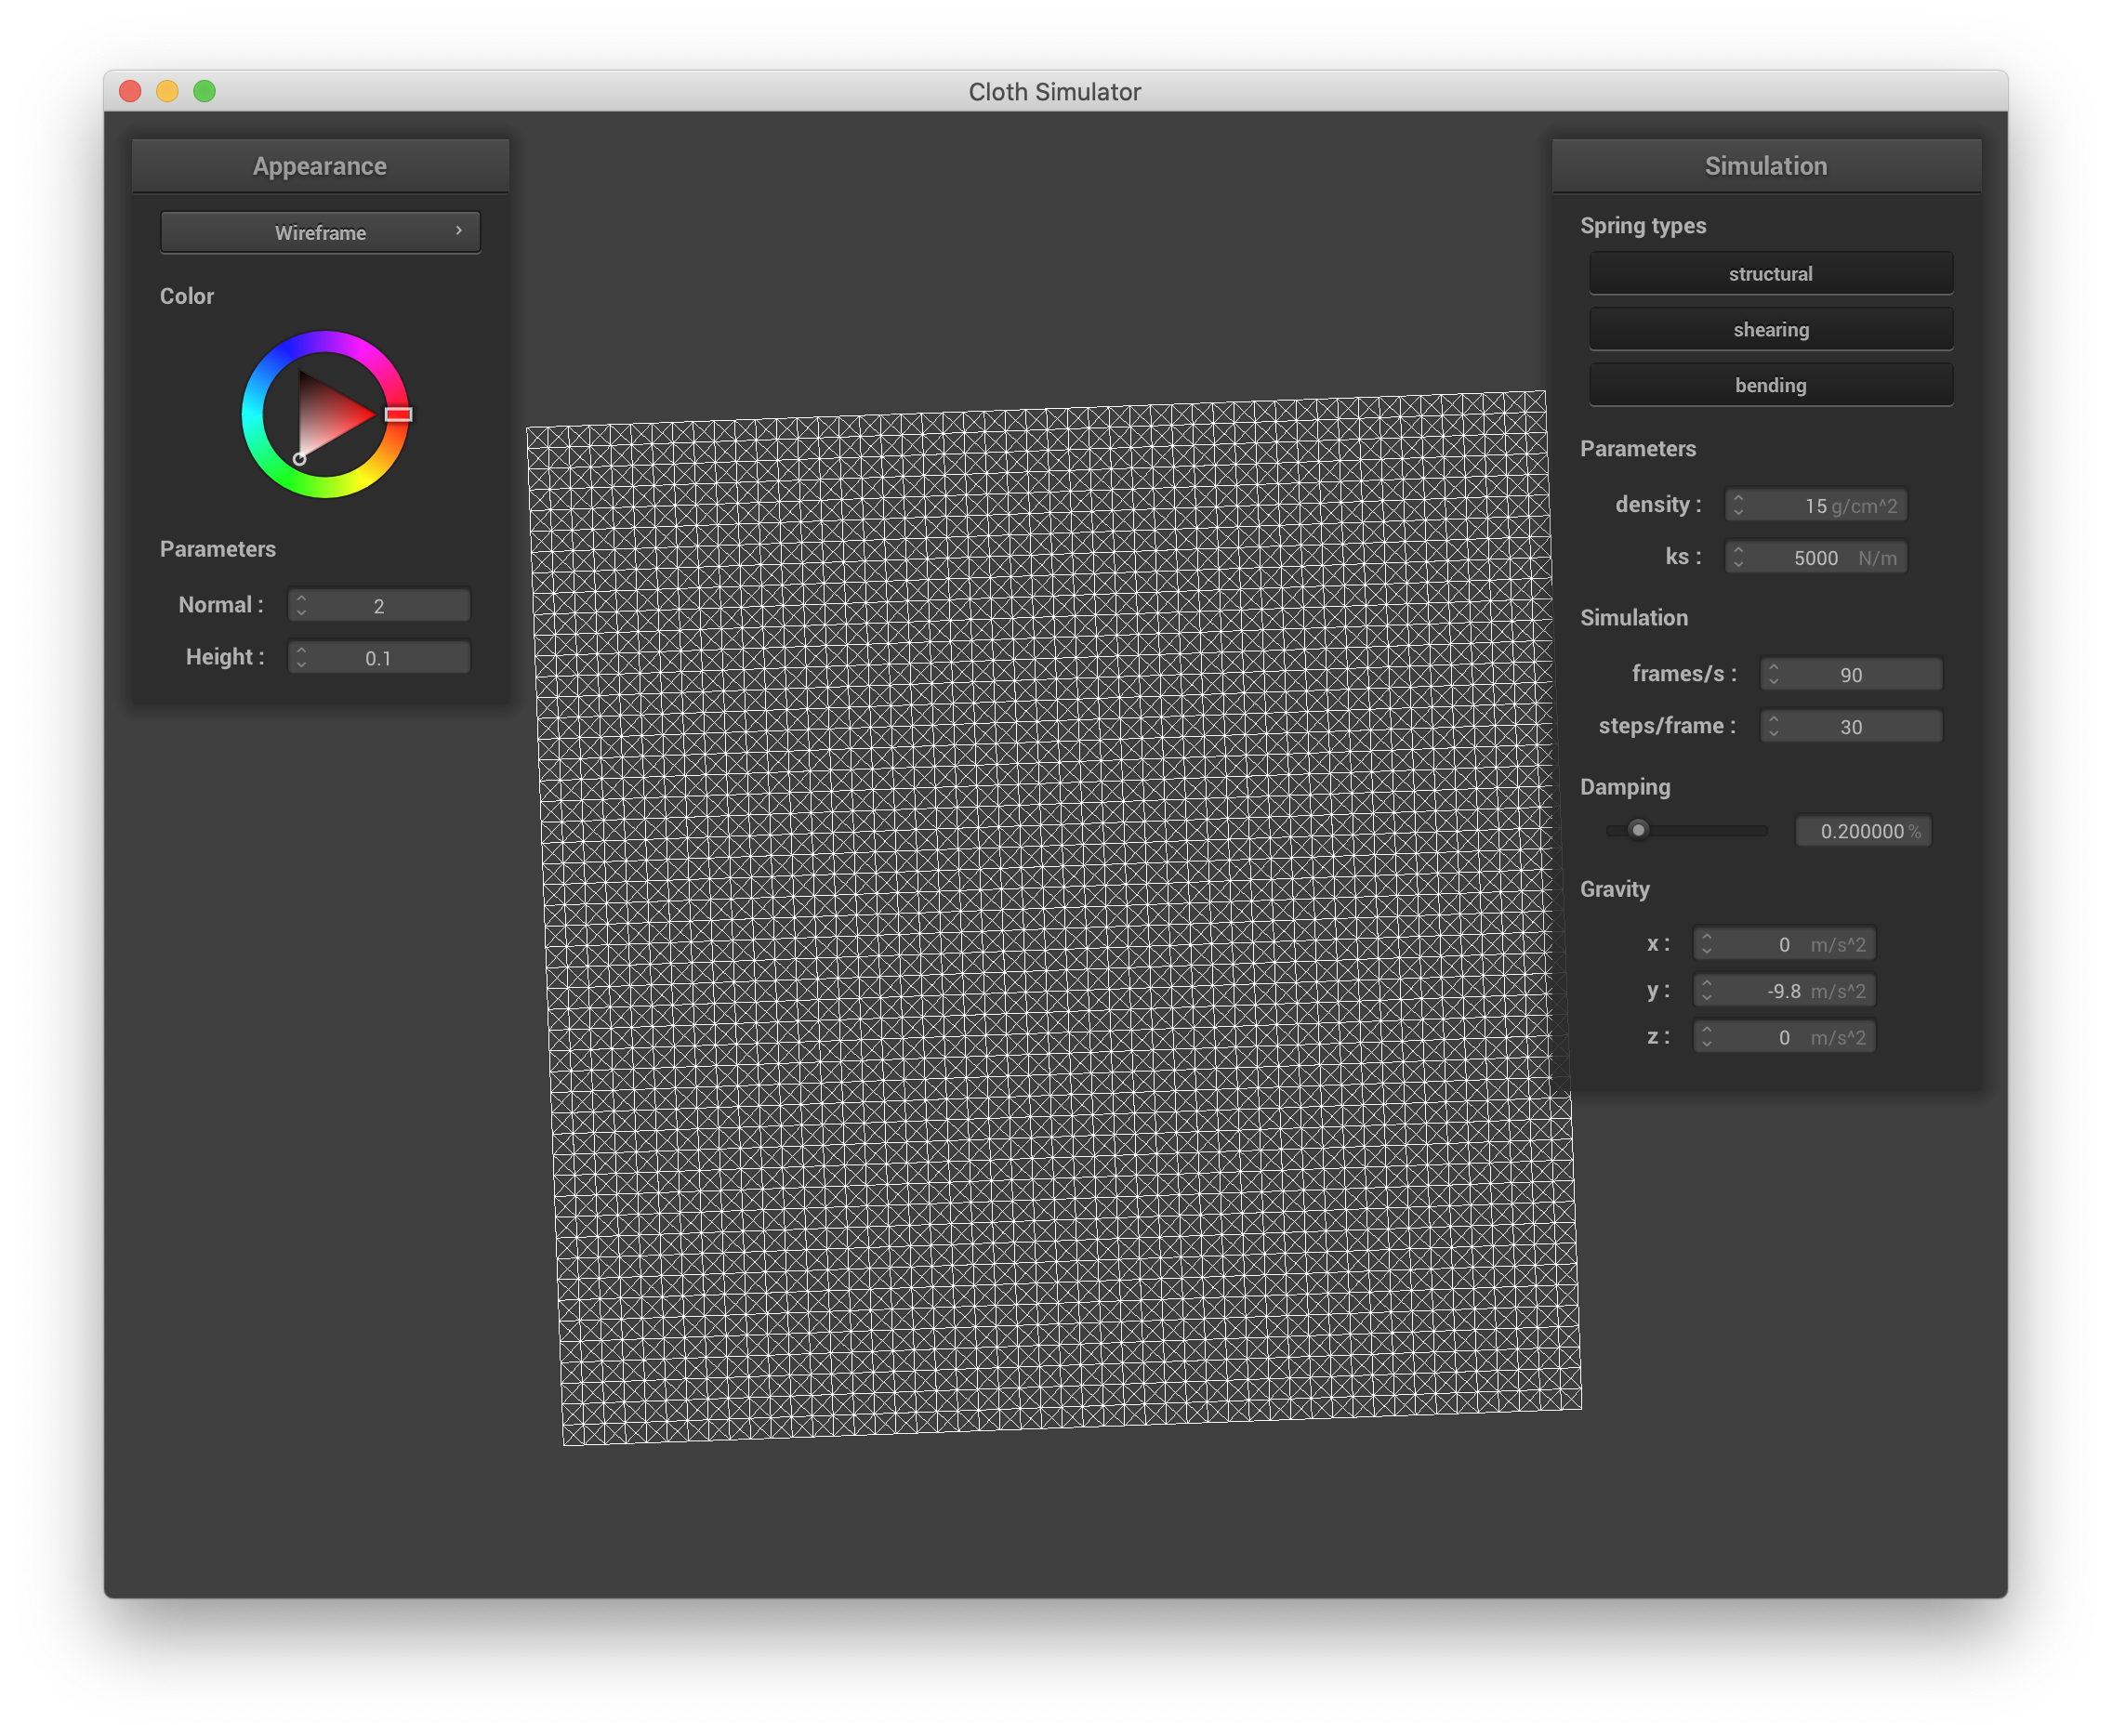 Cloth Simulator
Appearance
Wireframe
Color
Parameters
Normal : 2
Height : 0.1
Simulation
Spring types
structural
shearing
bending
Parameters
density : 15 g/cm^2
ks : 5000 N/m
Simulation
frames/s : 90
steps/frame : 30
Damping
0.200000 %
Gravity
x : 0 m/s^2
y : -9.8 m/s^2
z : 0 m/s^2